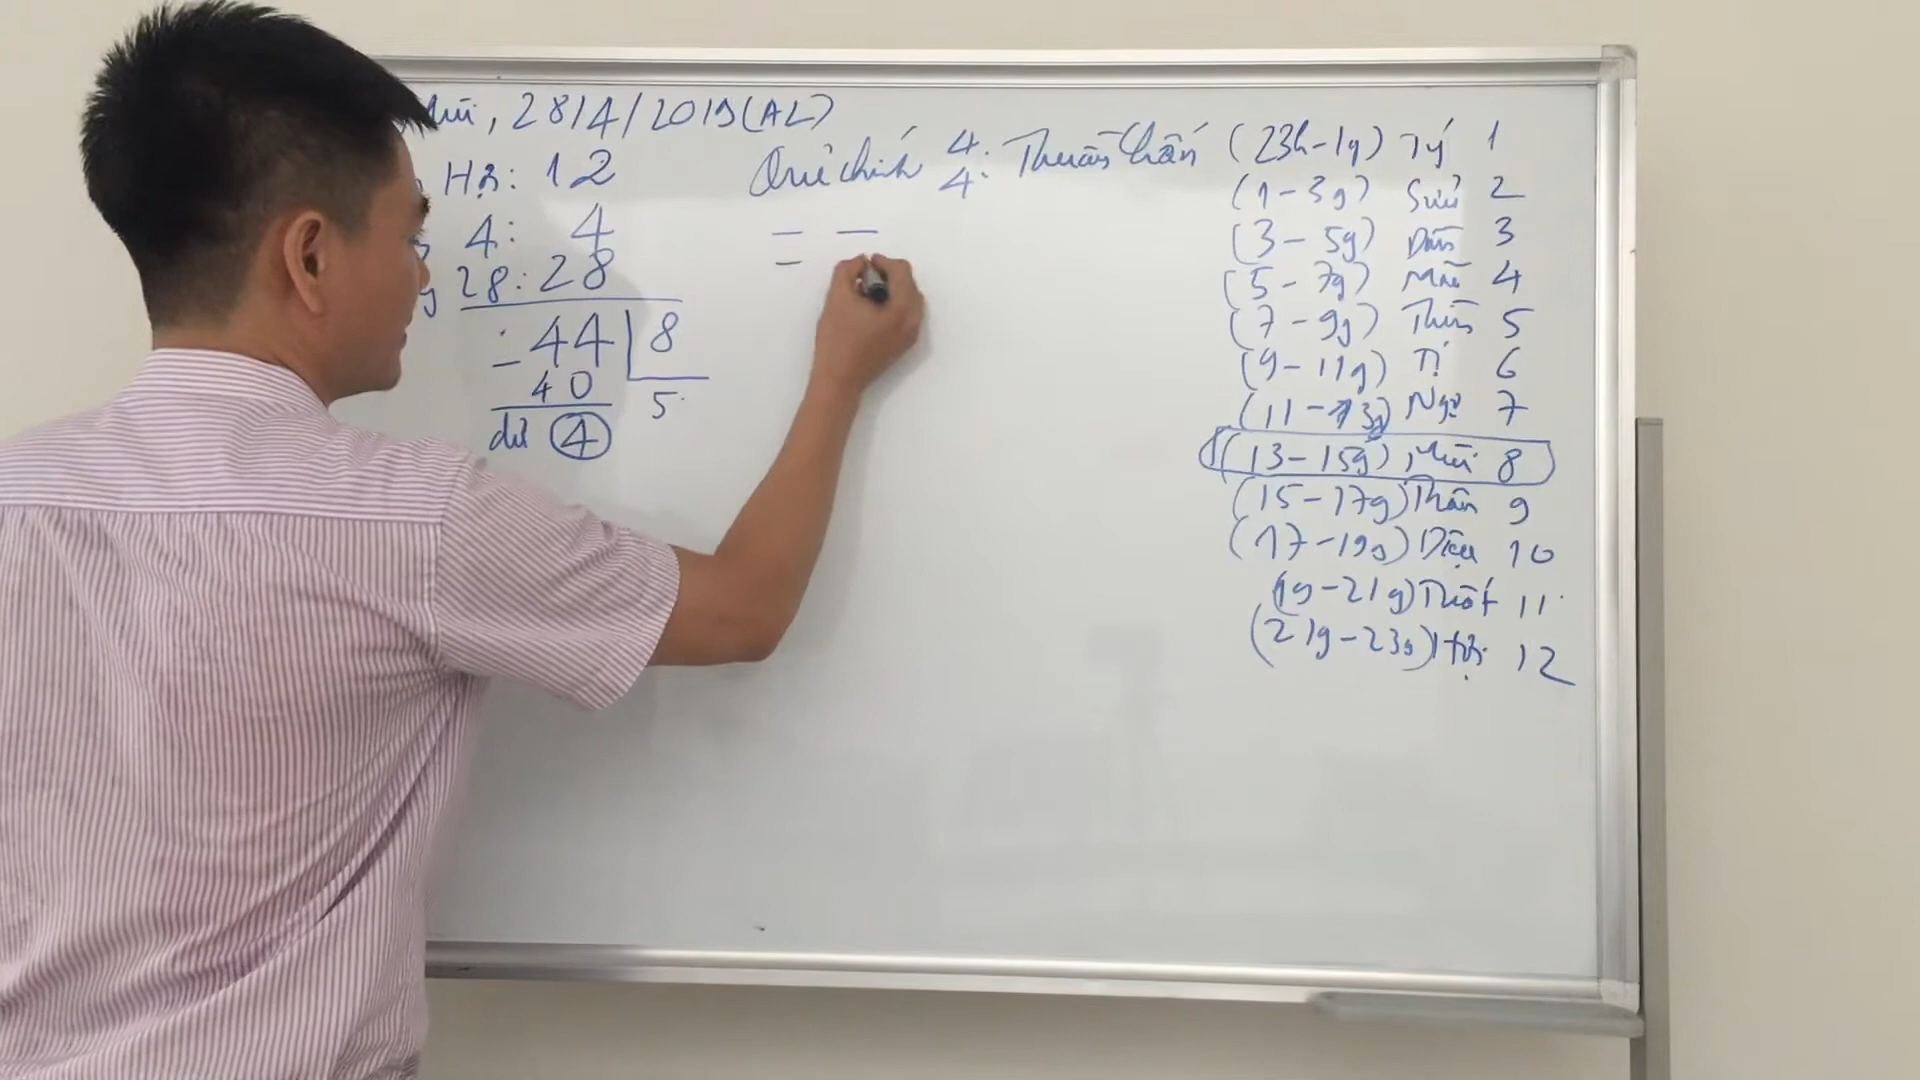 Mùi, 28/4/2019 (AL)
Hợi: 12
4: 4
28: 28
- 44 | 8
40
5
dư 4
Quẻ chính 4. Thuần Chấn
4.
(23h-1g) Tý 1
(1-3g) Sửu 2
(3-5g) Dần 3
(5-7g) Mão 4
(7-9g) Thìn 5
(9-11g) Tị 6
(11-13g) Ngọ 7
(13-15g) Mùi 8
(15-17g) Thân 9
(17-19g) Dậu 10
(19-21g) Tuất 11
(21g-23g) Hợi 12